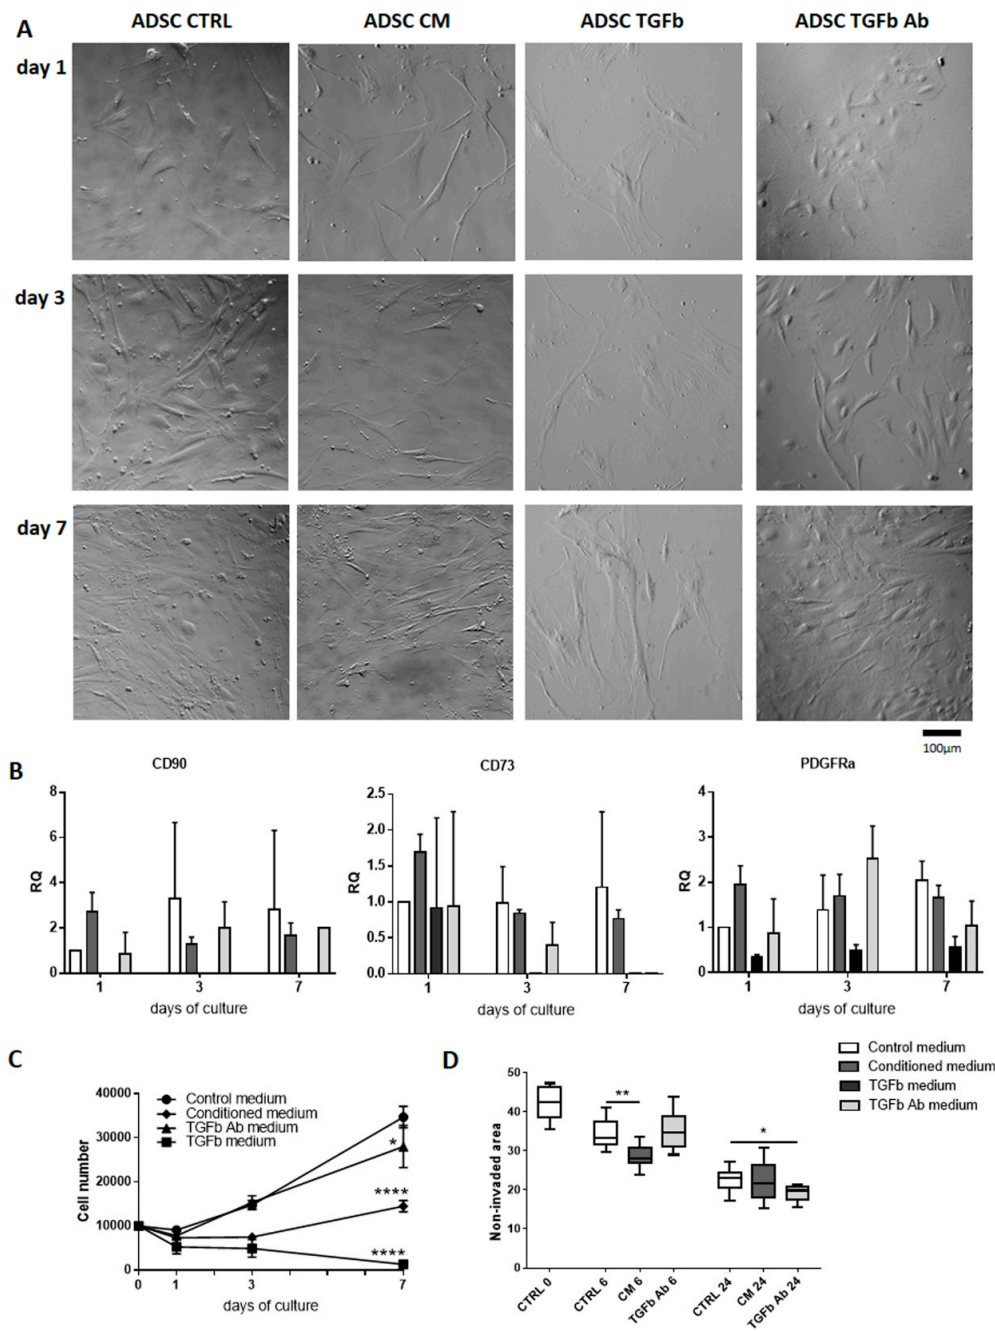 A
ADSC CTRL
ADSC CM
ADSC TGFb
ADSC TGFb Ab
day 1
day 3
day 7
100µm
B
CD90
8
6
4
2
0
RQ
1
3
7
days of culture
CD73
2.5
2.0
1.5
1.0
0.5
0.0
RQ
1
3
7
days of culture
PDGFRa
4
3
2
1
0
RQ
1
3
7
days of culture
C
Control medium
Conditioned medium
TGFb Ab medium
TGFb medium
40000
30000
20000
10000
0
Cell number
*
****
****
0
1
3
7
days of culture
D
Control medium
Conditioned medium
TGFb medium
TGFb Ab medium
50
40
30
20
10
0
Non-invaded area
**
*
CTRL 0
CTRL 6
CM 6
TGFb Ab 6
CTRL 24
CM 24
TGFb Ab 24